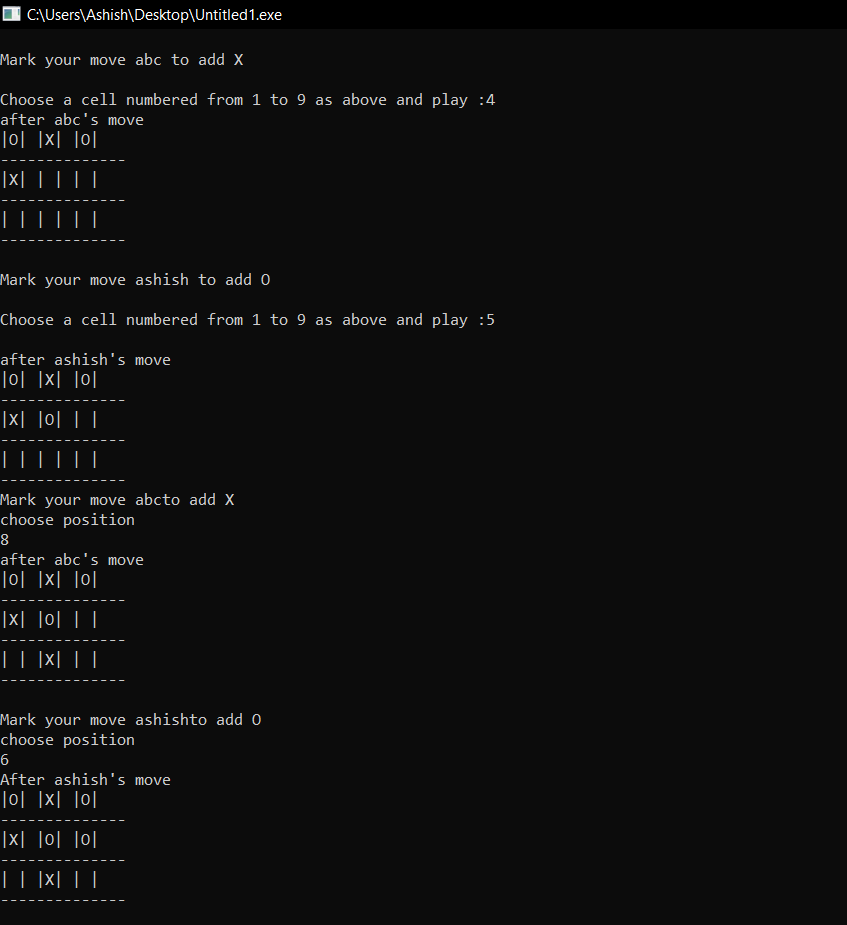 C:\Users\Ashish\Desktop\Untitled1.exe
Mark your move abc to add X
Choose a cell numbered from 1 to 9 as above and play :4
after abc's move
|O| |X| |O|
--------------
|X| | | | |
--------------
| | | | | |
--------------
Mark your move ashish to add O
Choose a cell numbered from 1 to 9 as above and play :5
after ashish's move
|O| |X| |O|
--------------
|X| |O| | |
--------------
| | | | | |
--------------
Mark your move abcto add X
choose position
8
after abc's move
|O| |X| |O|
--------------
|X| |O| | |
--------------
| | |X| | |
--------------
Mark your move ashishto add O
choose position
6
After ashish's move
|O| |X| |O|
--------------
|X| |O| |O|
--------------
| | |X| | |
--------------